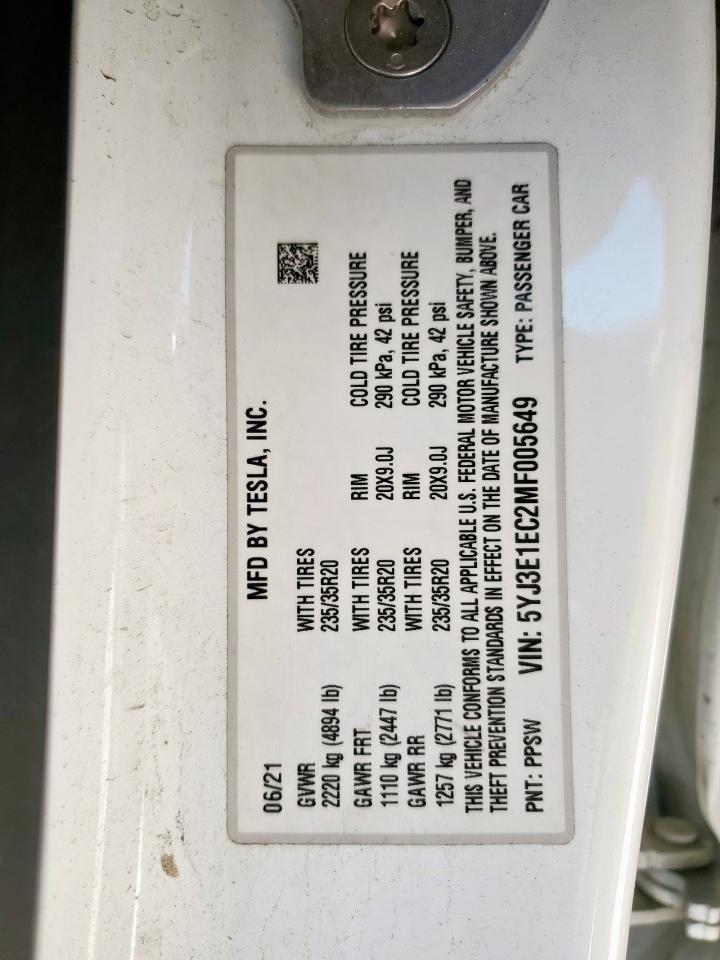 MFD BY TESLA, INC.
06/21
GVWR WITH TIRES
2220 kg (4894 lb) 235/35R20
GAWR FRT WITH TIRES RIM COLD TIRE PRESSURE
1110 kg (2447 lb) 235/35R20 20X9.0J 290 kPa, 42 psi
GAWR RR WITH TIRES RIM COLD TIRE PRESSURE
1257 kg (2771 lb) 235/35R20 20X9.0J 290 kPa, 42 psi
THIS VEHICLE CONFORMS TO ALL APPLICABLE U.S. FEDERAL MOTOR VEHICLE SAFETY, BUMPER, AND
THEFT PREVENTION STANDARDS IN EFFECT ON THE DATE OF MANUFACTURE SHOWN ABOVE.
PNT: PPSW VIN: 5YJ3E1EC2MF005649 TYPE: PASSENGER CAR